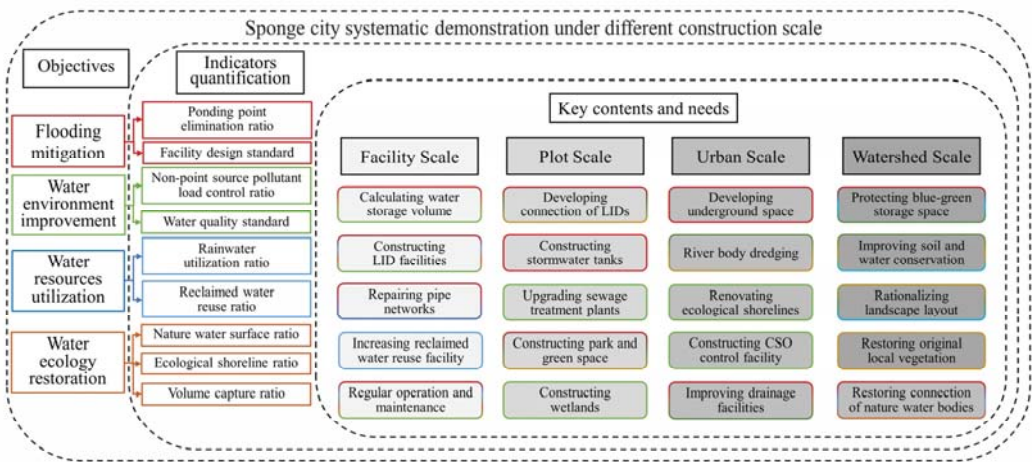 Sponge city systematic demonstration under different construction scale
Objectives
Indicators
quantification
Key contents and needs
Flooding
mitigation
Ponding point
elimination ratio
Facility design standard
Water
environment
improvement
Non-point source pollutant
load control ratio
Water quality standard
Water
resources
utilization
Rainwater
utilization ratio
Reclaimed water
reuse ratio
Water
ecology
restoration
Nature water surface ratio
Ecological shoreline ratio
Volume capture ratio
Facility Scale
Calculating water
storage volume
Constructing
LID facilities
Repairing pipe
networks
Increasing reclaimed
water reuse facility
Regular operation and
maintenance
Plot Scale
Developing
connection of LIDs
Constructing
stormwater tanks
Upgrading sewage
treatment plants
Constructing park and
green space
Constructing
wetlands
Urban Scale
Developing
underground space
River body dredging
Renovating
ecological shorelines
Constructing CSO
control facility
Improving drainage
facilities
Watershed Scale
Protecting blue-green
storage space
Improving soil and
water conservation
Rationalizing
landscape layout
Restoring original
local vegetation
Restoring connection
of nature water bodies